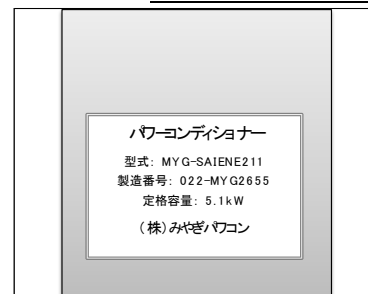 パワーコンディショナー
型式: MYG-SAIENE211
製造番号: 022-MYG2655
定格容量: 5.1kW
(株)みやぎパワコン